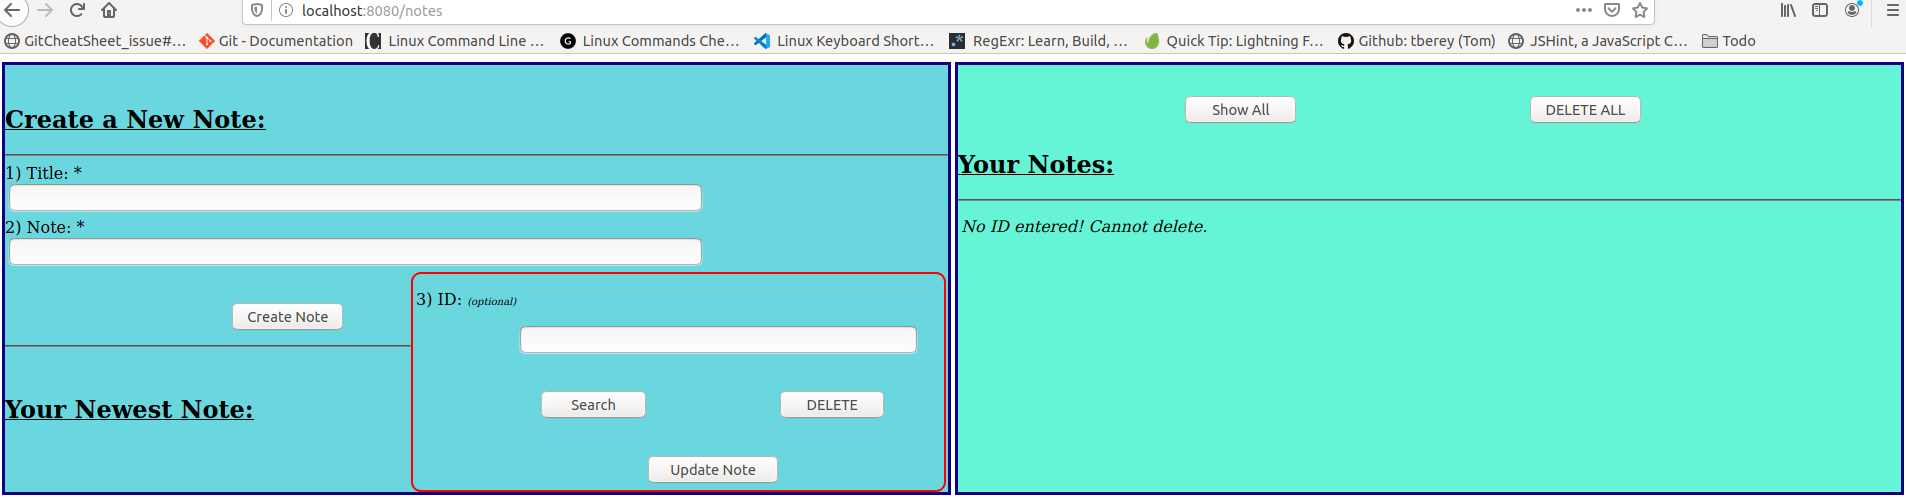 localhost:8080/notes
GitCheatSheet_issue#… Git - Documentation Linux Command Line … Linux Commands Che… Linux Keyboard Short… RegExr: Learn, Build, … Quick Tip: Lightning F… Github: tberey (Tom) JSHint, a JavaScript C… Todo
Create a New Note:
1) Title: *
2) Note: *
Create Note
3) ID: (optional)
Search DELETE
Update Note
Your Newest Note:
Show All DELETE ALL
Your Notes:
No ID entered! Cannot delete.